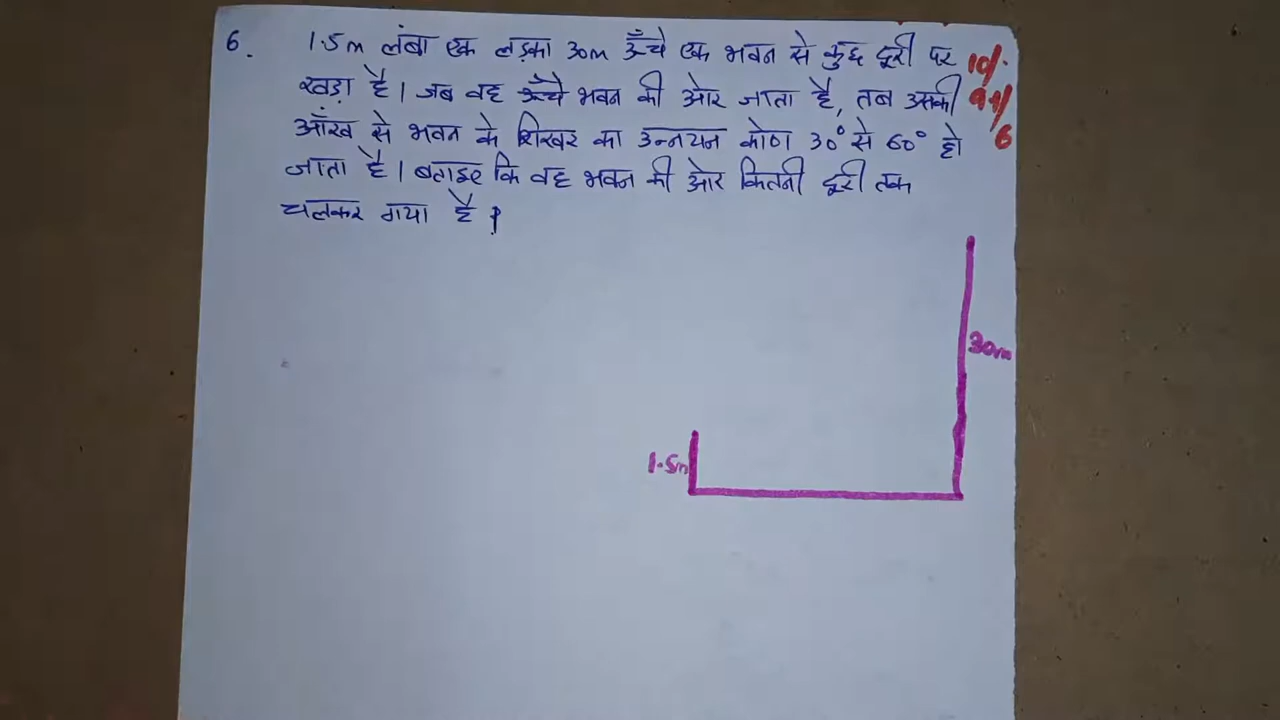 6. 1.5m लंबा एक लड़का 30m ऊँचे एक भवन से कुछ दूरी पर
खड़ा है। जब वह ऊँचे भवन की ओर जाता है, तब उसकी
आँख से भवन के शिखर का उन्नयन कोण 30° से 60° हो
जाता है। बताइए कि वह भवन की ओर कितनी दूरी तक
चलकर गया है?
10/.
9.1/
6
30m
1.5m